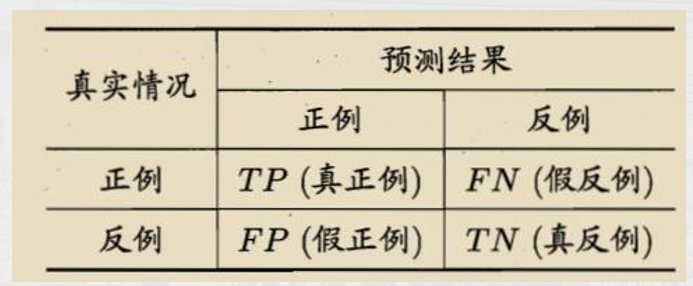 真实情况
预测结果
正例 反例
正例 TP (真正例) FN (假反例)
反例 FP (假正例) TN (真反例)